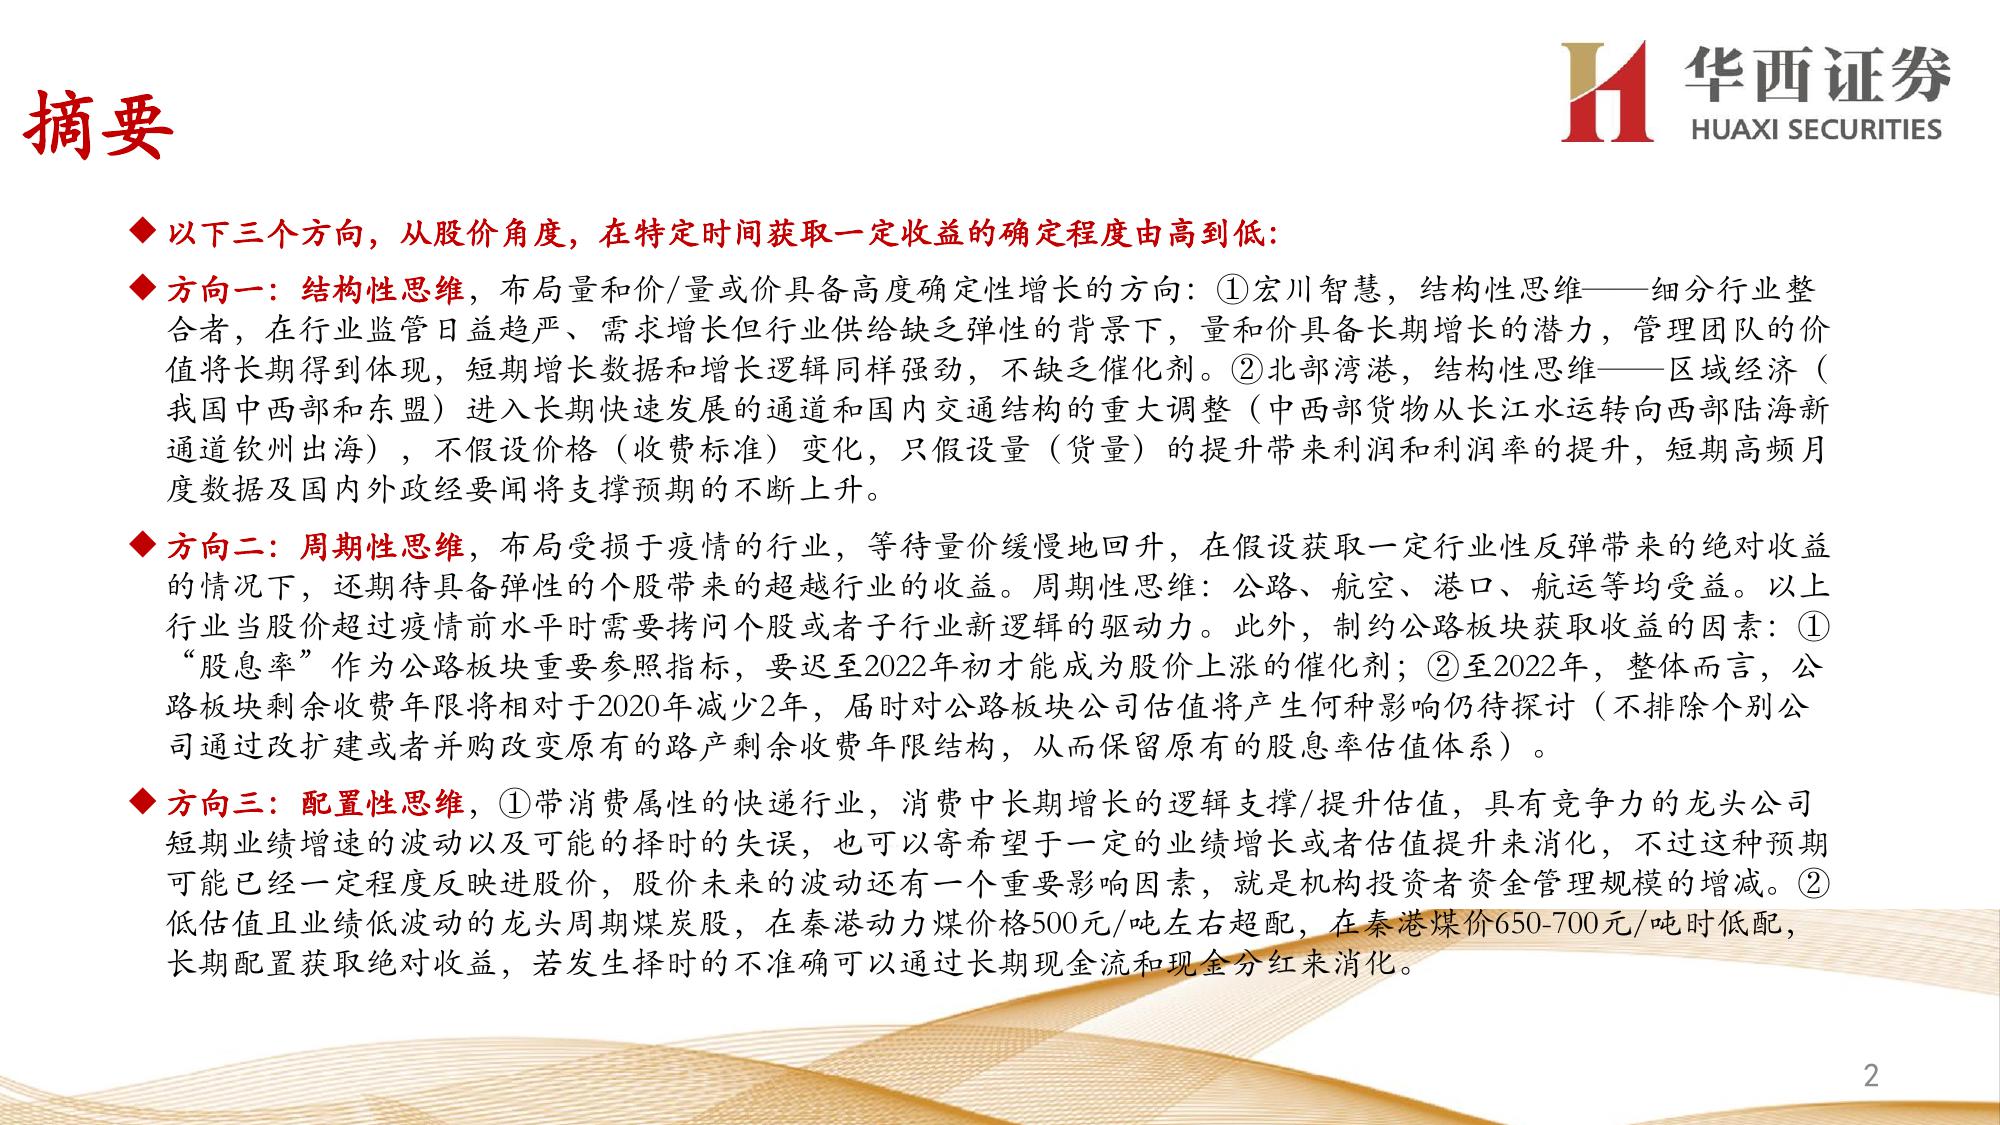 华西证券
HUAXI SECURITIES
摘要
◆以下三个方向，从股价角度，在特定时间获取一定收益的确定程度由高到低：
◆方向一：结构性思维，布局量和价/量或价具备高度确定性增长的方向：①宏川智慧，结构性思维——细分行业整
合者，在行业监管日益趋严、需求增长但行业供给缺乏弹性的背景下，量和价具备长期增长的潜力，管理团队的价
值将长期得到体现，短期增长数据和增长逻辑同样强劲，不缺乏催化剂。②北部湾港，结构性思维——区域经济（
我国中西部和东盟）进入长期快速发展的通道和国内交通结构的重大调整（中西部货物从长江水运转向西部陆海新
通道钦州出海），不假设价格（收费标准）变化，只假设量（货量）的提升带来利润和利润率的提升，短期高频月
度数据及国内外政经要闻将支撑预期的不断上升。
◆方向二：周期性思维，布局受损于疫情的行业，等待量价缓慢地回升，在假设获取一定行业性反弹带来的绝对收益
的情况下，还期待具备弹性的个股带来的超越行业的收益。周期性思维：公路、航空、港口、航运等均受益。以上
行业当股价超过疫情前水平时需要拷问个股或者子行业新逻辑的驱动力。此外，制约公路板块获取收益的因素：①
“股息率”作为公路板块重要参照指标，要迟至2022年初才能成为股价上涨的催化剂；②至2022年，整体而言，公
路板块剩余收费年限将相对于2020年减少2年，届时对公路板块公司估值将产生何种影响仍待探讨（不排除个别公
司通过改扩建或者并购改变原有的路产剩余收费年限结构，从而保留原有的股息率估值体系）。
◆方向三：配置性思维，①带消费属性的快递行业，消费中长期增长的逻辑支撑/提升估值，具有竞争力的龙头公司
短期业绩增速的波动以及可能的择时的失误，也可以寄希望于一定的业绩增长或者估值提升来消化，不过这种预期
可能已经一定程度反映进股价，股价未来的波动还有一个重要影响因素，就是机构投资者资金管理规模的增减。②
低估值且业绩低波动的龙头周期煤炭股，在秦港动力煤价格500元/吨左右超配，在秦港煤价650-700元/吨时低配，
长期配置获取绝对收益，若发生择时的不准确可以通过长期现金流和现金分红来消化。
2